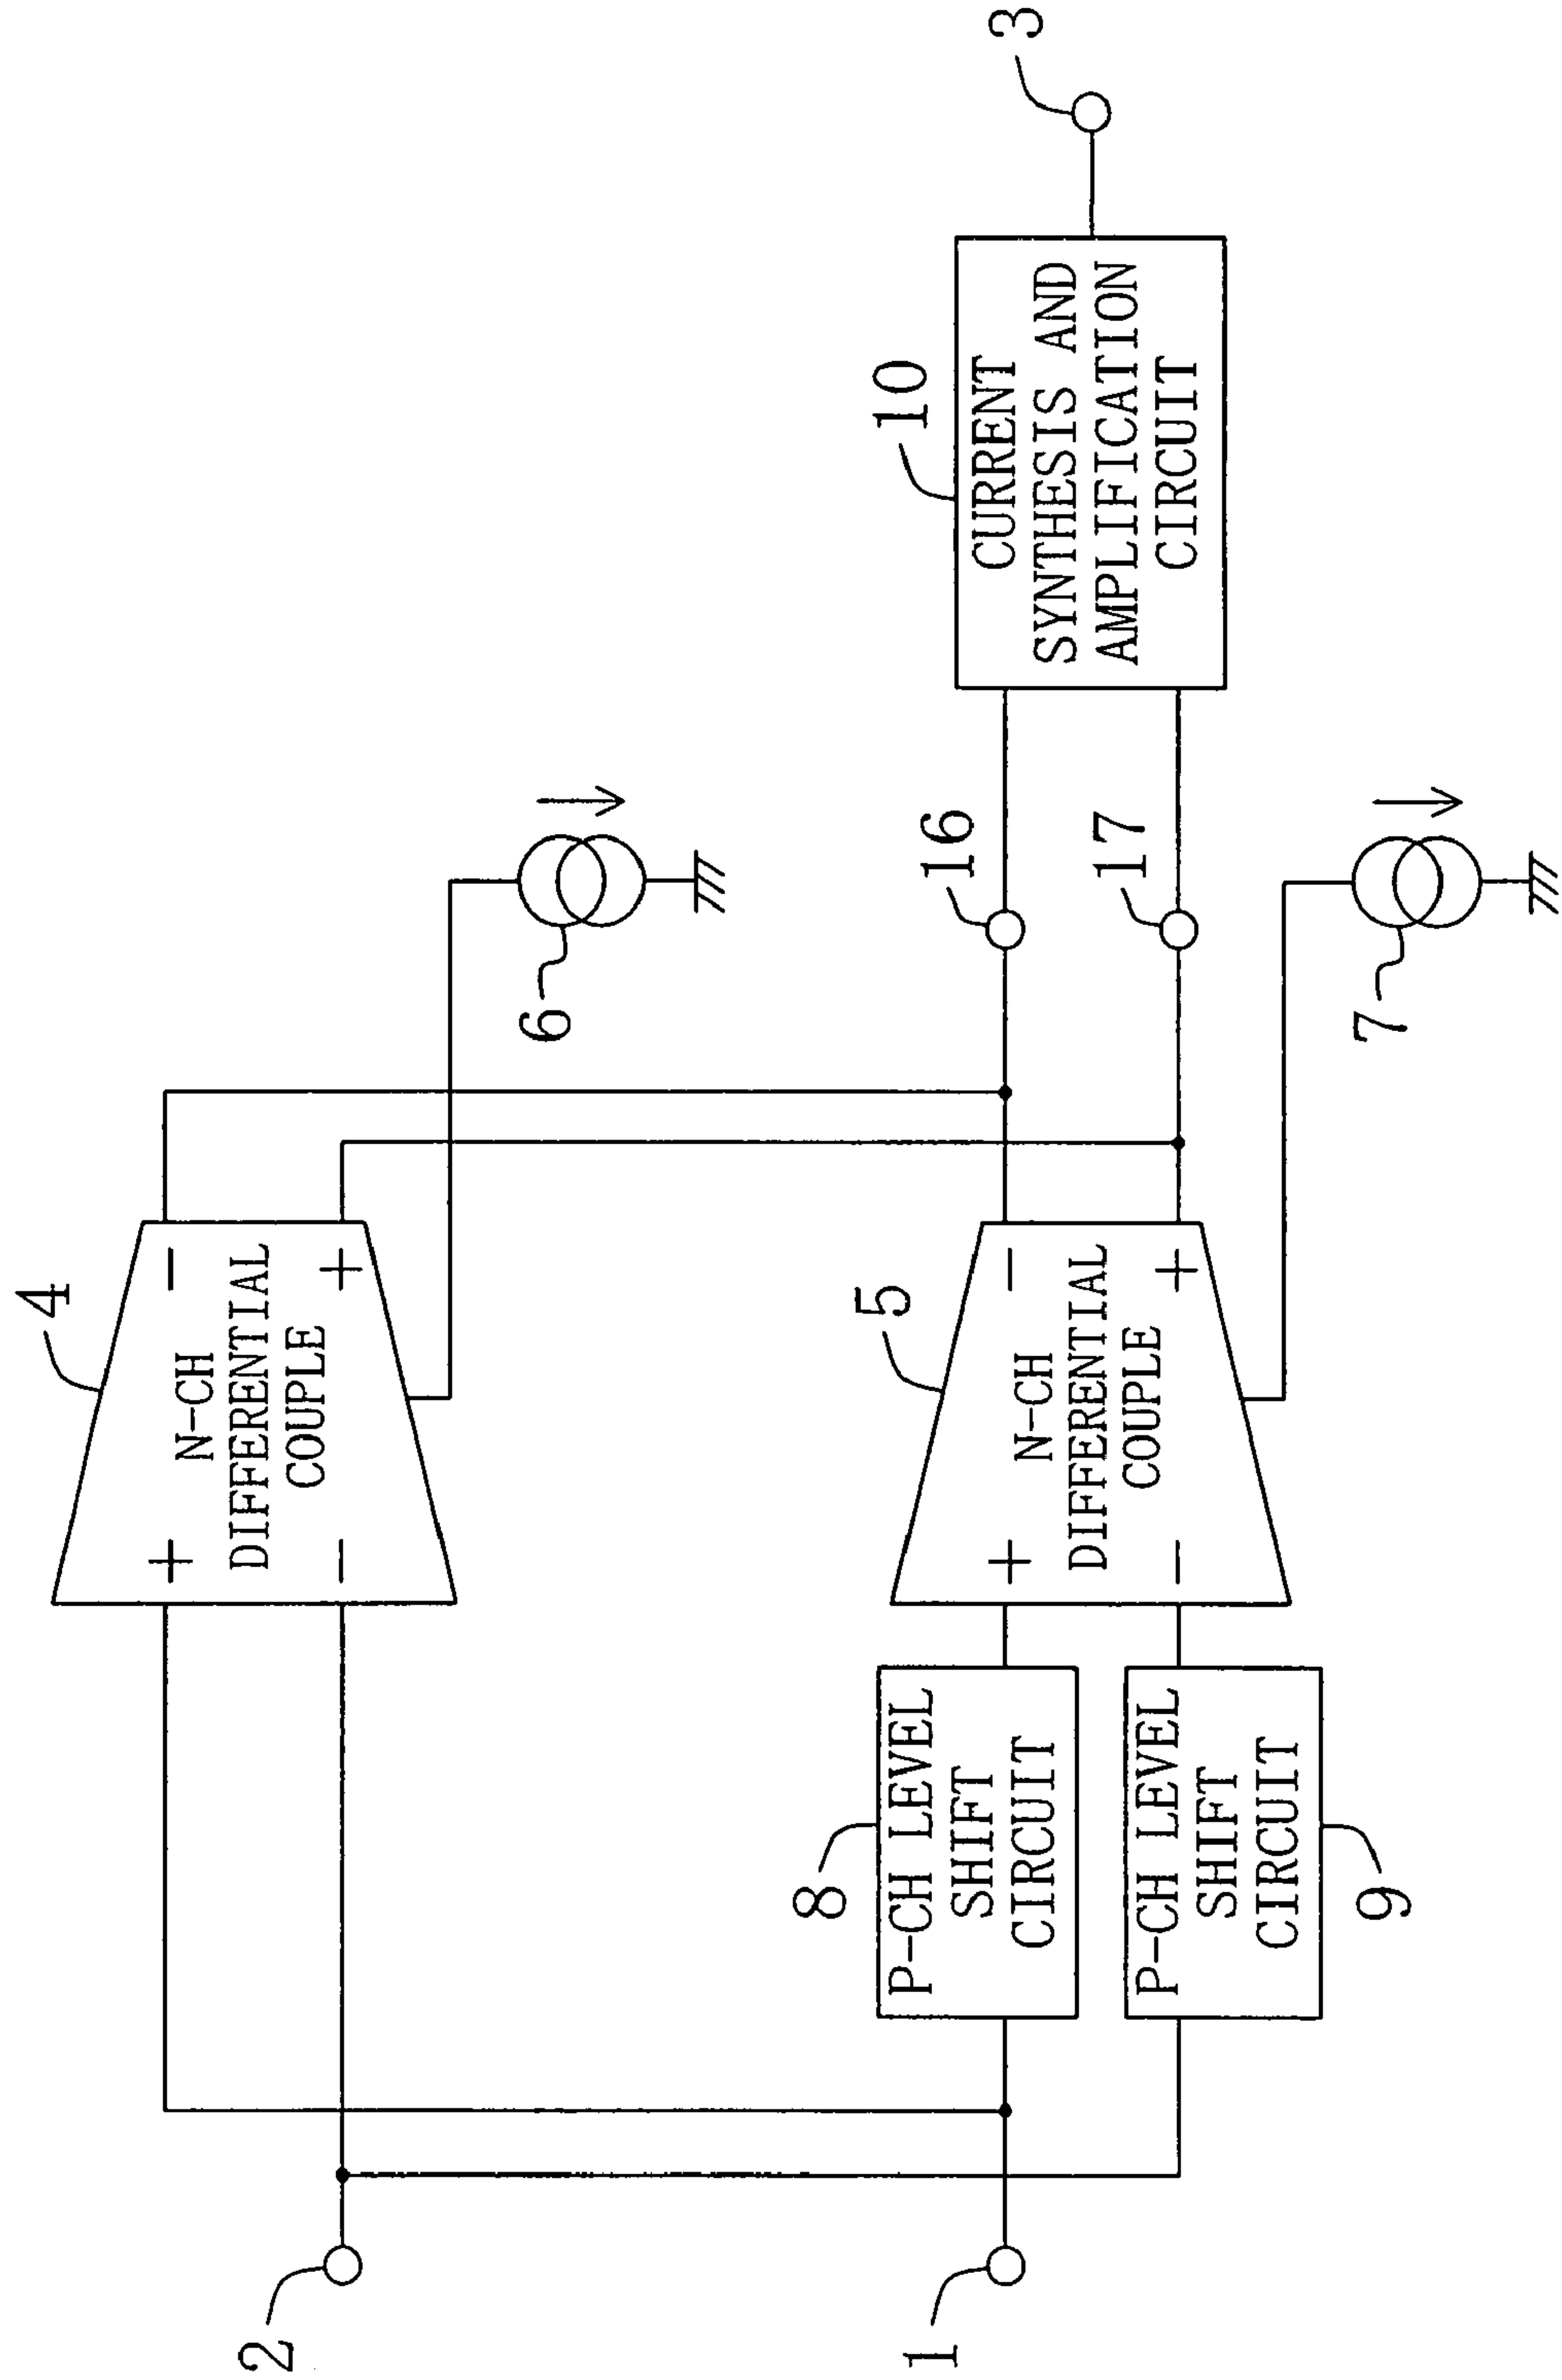 4
+
−
N-CH
DIFFERENTIAL
COUPLE
−
+
2
6
5
+
−
N-CH
DIFFERENTIAL
COUPLE
−
+
8
P-CH LEVEL
SHIFT
CIRCUIT
1
P-CH LEVEL
SHIFT
CIRCUIT
9
16
17
10
CURRENT
SYNTHESIS AND
AMPLIFICATION
CIRCUIT
3
7